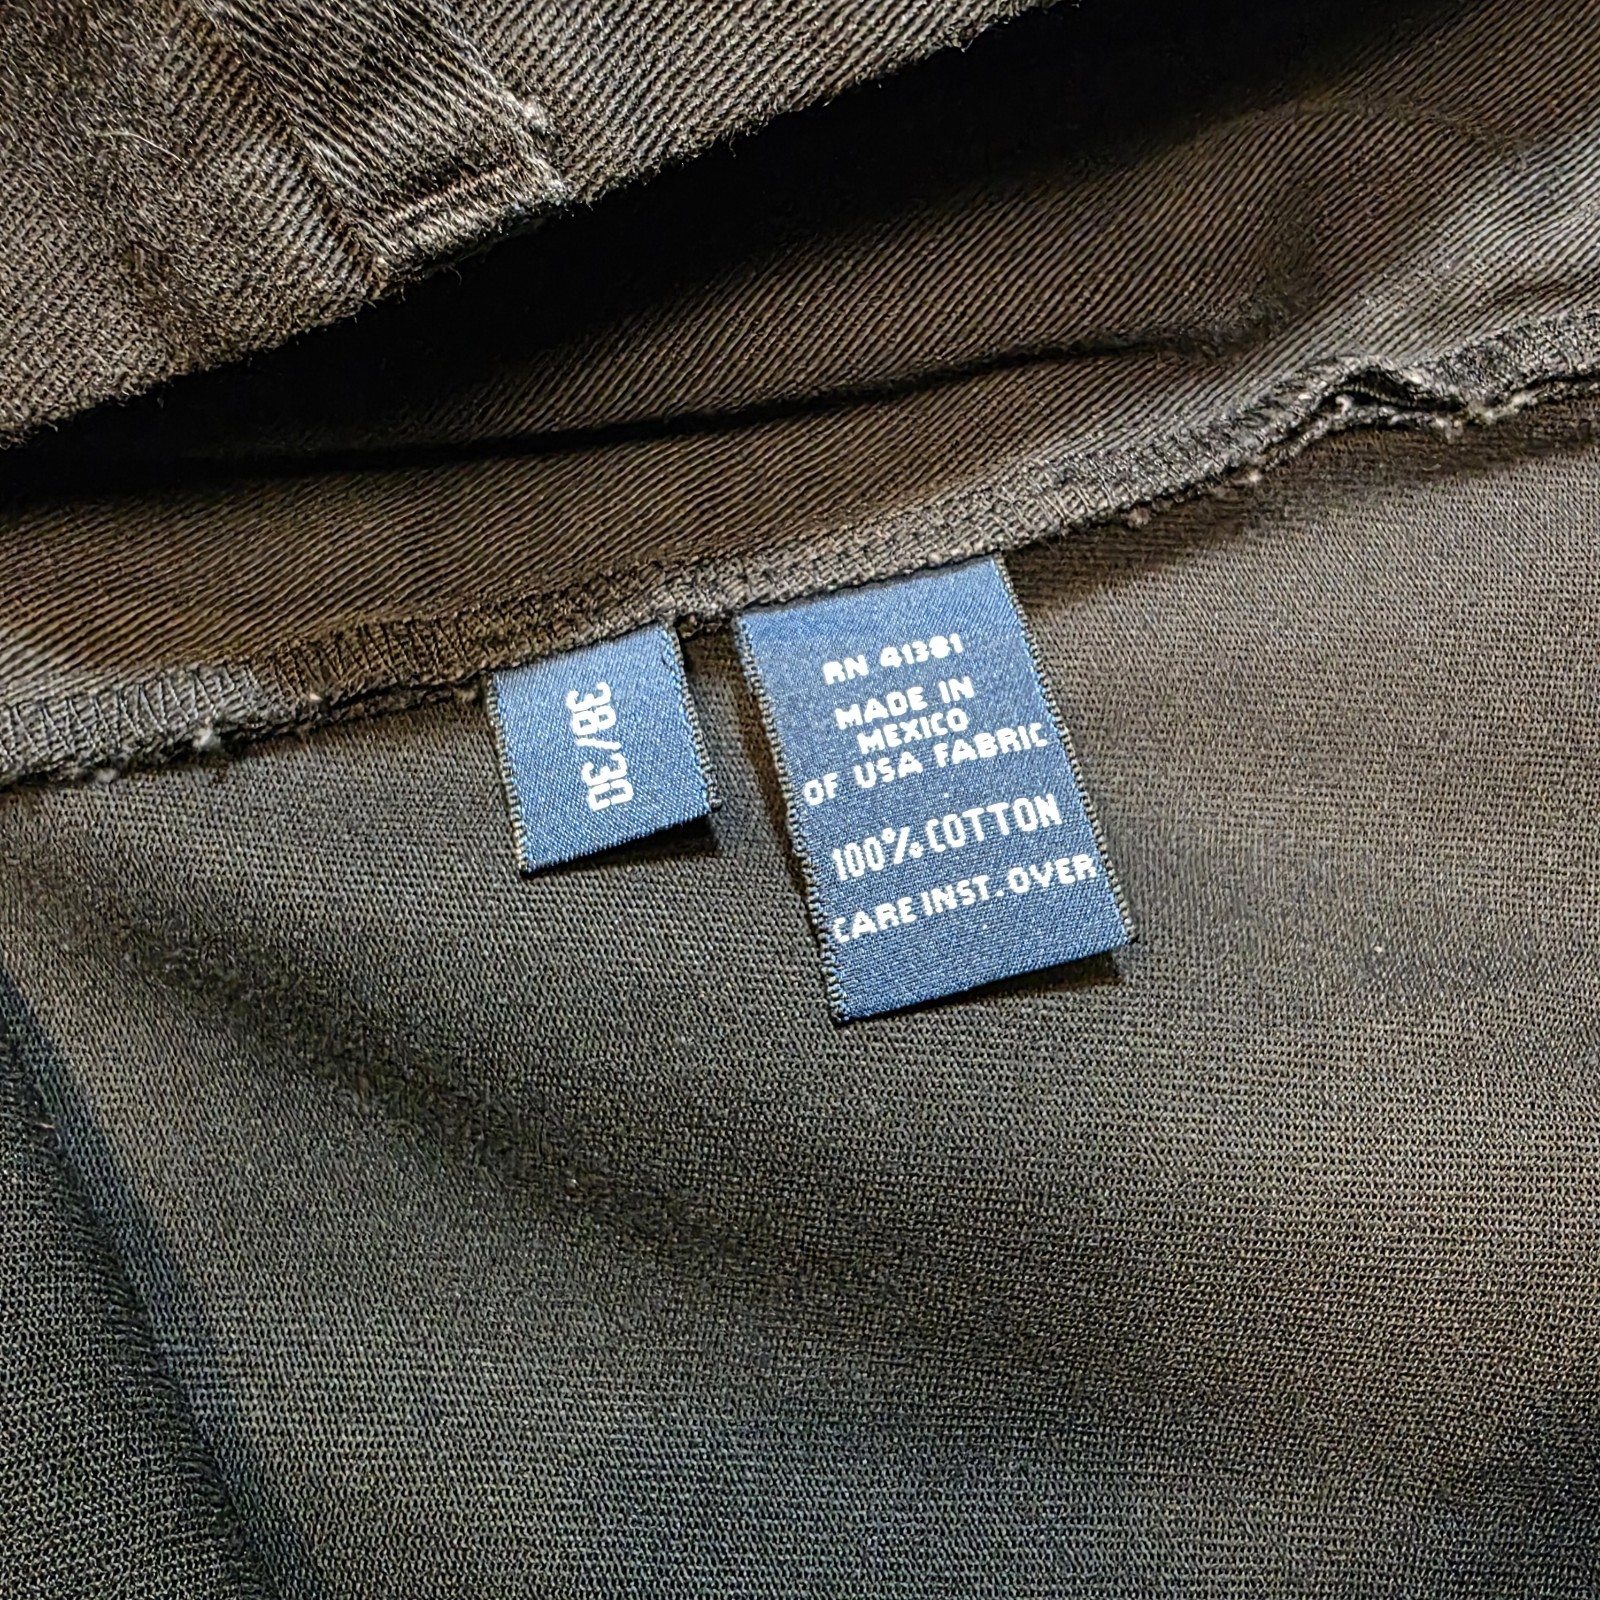 38/30
RN 41381
MADE IN
MEXICO
OF USA FABRIC
100% COTTON
CARE INST. OVER